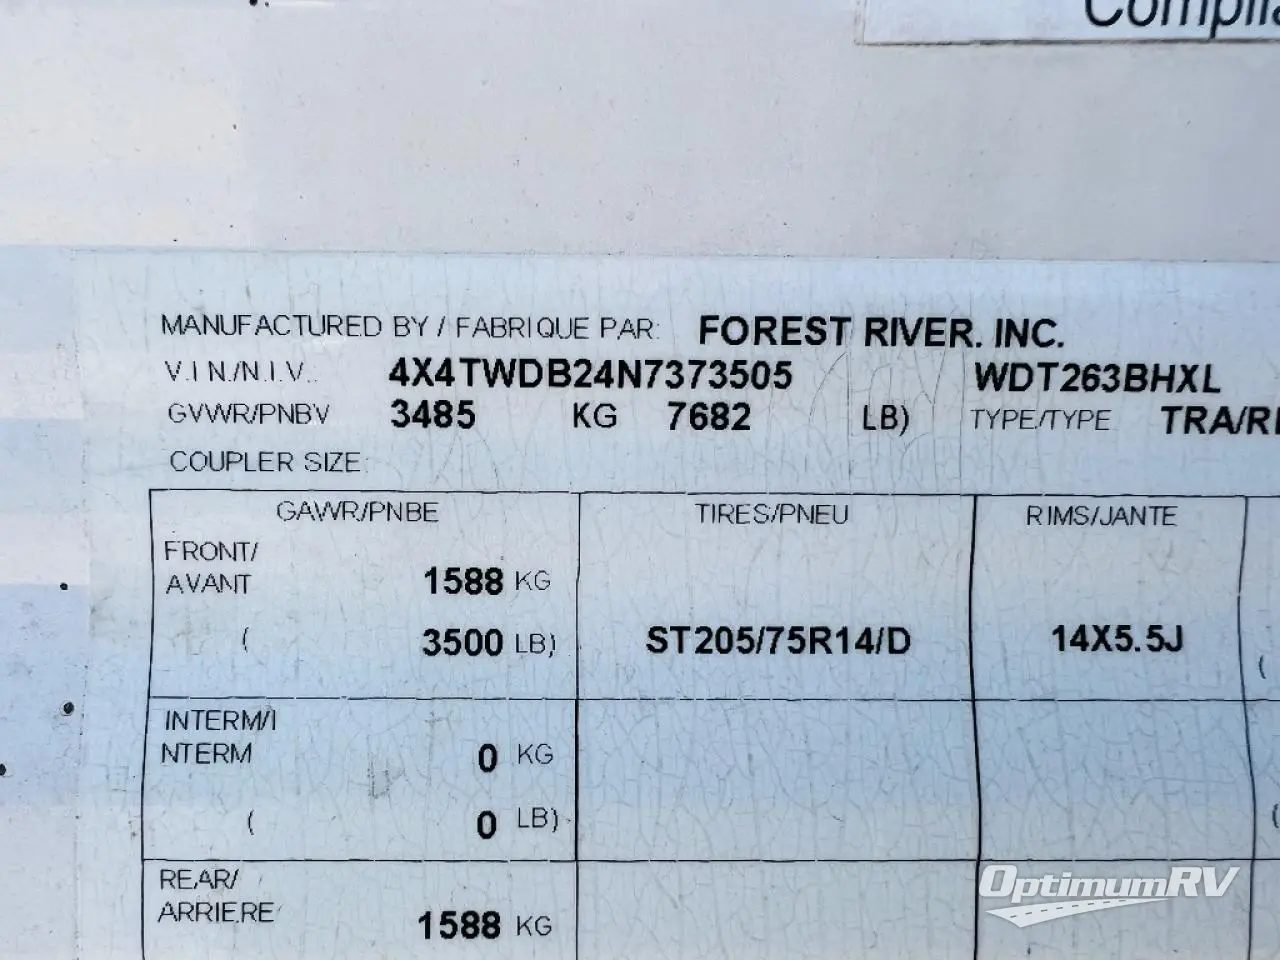 Complia
MANUFACTURED BY / FABRIQUE PAR: FOREST RIVER, INC.
V.I.N./N.I.V. 4X4TWDB24N7373505 WDT263BHXL
GVWR/PNBV 3485 KG 7682 LB) TYPE/TYPE TRA/RE
COUPLER SIZE:
GAWR/PNBE TIRES/PNEU RIMS/JANTE
FRONT/
AVANT 1588 KG
( 3500 LB) ST205/75R14/D 14X5.5J (
INTERM/I
NTERM 0 KG
( 0 LB) (
REAR/
ARRIERE 1588 KG
OptimumRV